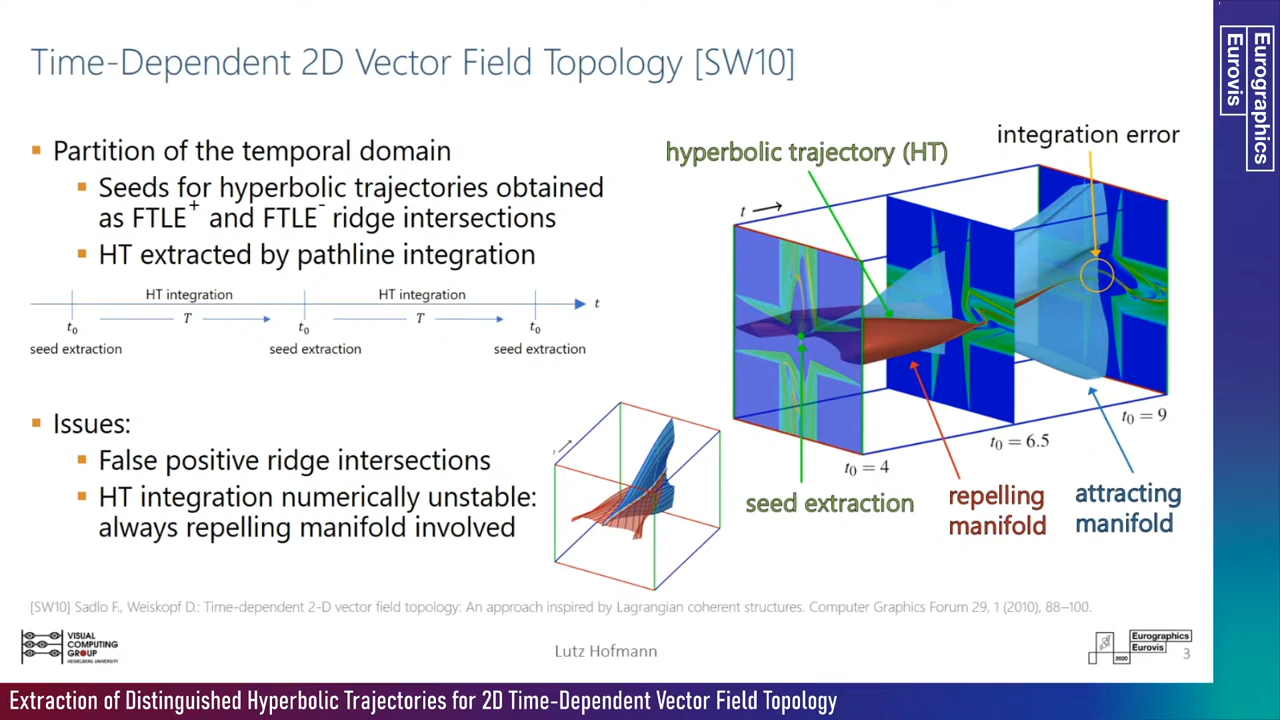 Time-Dependent 2D Vector Field Topology [SW10]
Partition of the temporal domain
Seeds for hyperbolic trajectories obtained
as FTLE+ and FTLE- ridge intersections
HT extracted by pathline integration
HT integration
HT integration
t
T
T
t0
t0
t0
seed extraction
seed extraction
seed extraction
Issues:
False positive ridge intersections
HT integration numerically unstable:
always repelling manifold involved
hyperbolic trajectory (HT)
integration error
t
t0 = 4
t0 = 6.5
t0 = 9
seed extraction
repelling
manifold
attracting
manifold
[SW10] Sadlo F., Weiskopf D.: Time-dependent 2-D vector field topology: An approach inspired by Lagrangian coherent structures. Computer Graphics Forum 29, 1 (2010), 88–100.
VISUAL
COMPUTING
GROUP
HEIDELBERG UNIVERSITY
Lutz Hofmann
Eurographics
Eurovis
2020
3
Eurographics
Eurovis
Extraction of Distinguished Hyperbolic Trajectories for 2D Time-Dependent Vector Field Topology